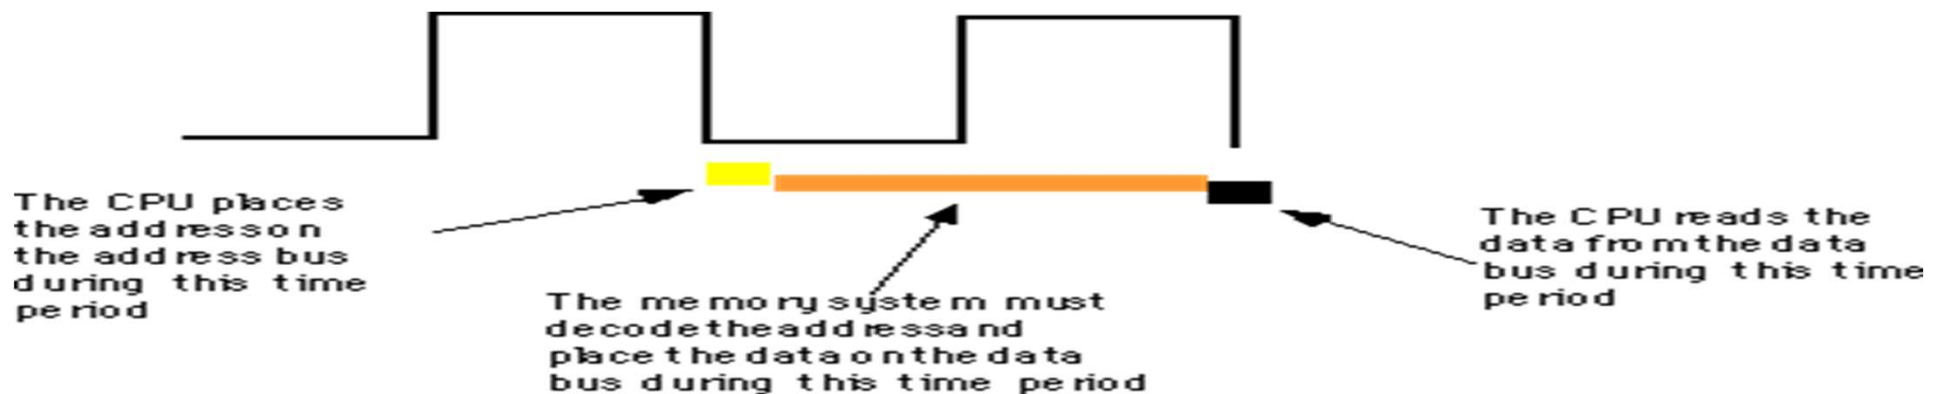 The CPU places
the address on
the address bus
during this time
period
The memory system must
decode the address and
place the data on the data
bus during this time period
The CPU reads the
data from the data
bus during this time
period